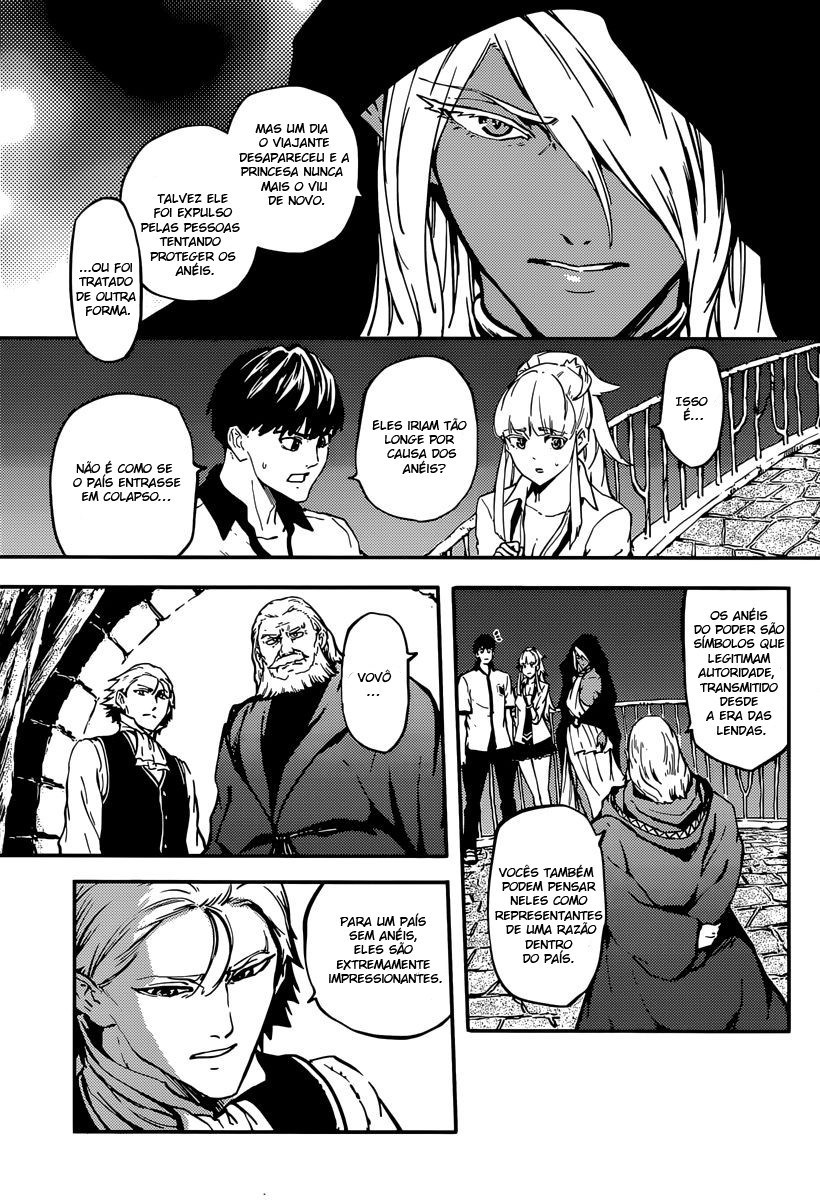 MAS UM DIA
O VIAJANTE
DESAPARECEU E A
PRINCESA NUNCA
MAIS O VIU
DE NOVO.
TALVEZ ELE
FOI EXPULSO
PELAS PESSOAS
TENTANDO
PROTEGER OS
ANÉIS.
...OU FOI
TRATADO
DE OUTRA
FORMA.
ISSO
É...
ELES IRIAM TÃO
LONGE POR
CAUSA DOS
ANÉIS?
NÃO É COMO SE
O PAÍS ENTRASSE
EM COLAPSO...
OS ANÉIS
DO PODER SÃO
SÍMBOLOS QUE
LEGITIMAM
AUTORIDADE,
TRANSMITIDO
DESDE
A ERA DAS
LENDAS.
VOCÊS TAMBÉM
PODEM PENSAR
NELES COMO
REPRESENTANTES
DE UMA RAZÃO
DENTRO
DO PAÍS.
VOVÔ
...
PARA UM PAÍS
SEM ANÉIS,
ELES SÃO
EXTREMAMENTE
IMPRESSIONANTES.